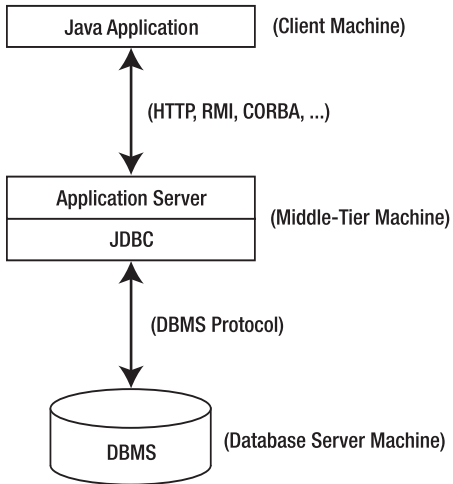 Java Application
(Client Machine)
(HTTP, RMI, CORBA, ...)
Application Server
JDBC
(Middle-Tier Machine)
(DBMS Protocol)
DBMS
(Database Server Machine)